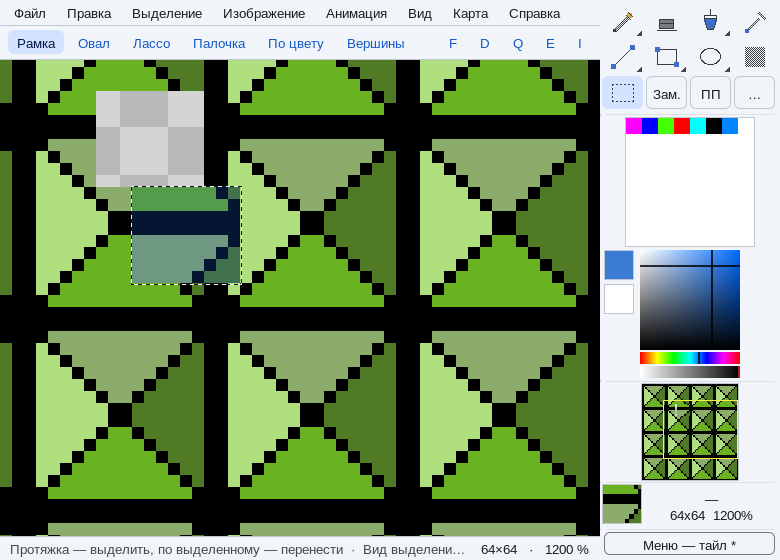 Файл Правка Выделение Изображение Анимация Вид Карта Справка
Рамка Овал Лассо Палочка По цвету Вершины F D Q E I
Зам. ПП ...
—
64x64 1200%
Протяжка — выделить, по выделенному — перенести · Вид выделени… 64×64 · 1200 %
Меню — тайл *